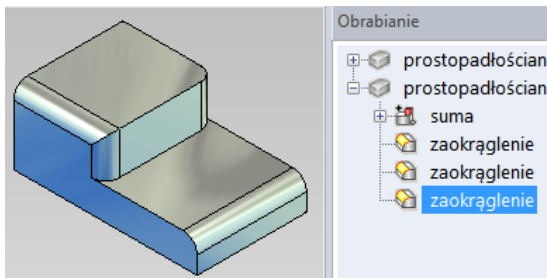 Obrabianie
prostopadłościan
prostopadłościan
suma
zaokrąglenie
zaokrąglenie
zaokrąglenie